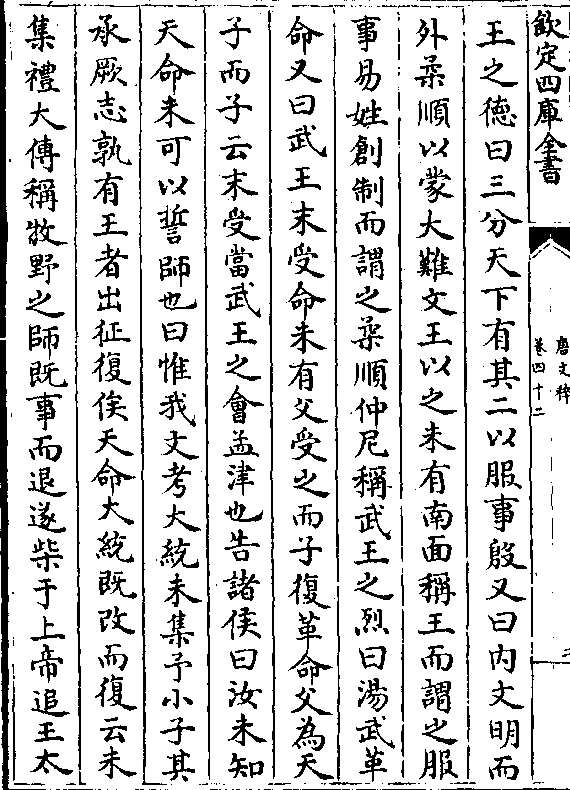 欽定四庫全書
唐文粹
卷四十二
王之德曰三分天下有其二以服事殷又曰内文明而
外柔順以蒙大難文王以之未有南面稱王而謂之服
事易姓創制而謂之柔順仲尼稱武王之烈曰湯武革
命又曰武王末受命未有父受之而子復革命父為天
子而子云末受當武王之會孟津也告諸侯曰汝未知
天命未可以誓師也曰惟我文考大統未集予小子其
承厥志孰有王者出征復俟天命大統既改而復云未
集禮大傳稱牧野之師既事而退遂柴于上帝追王太